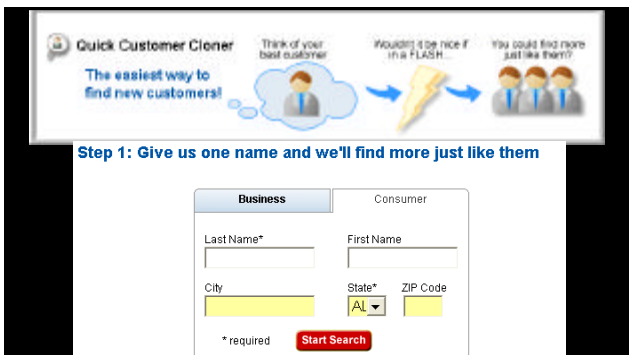 Quick Customer Cloner
The easiest way to
find new customers!
Think of your
best customer
Wouldn't it be nice if
in a FLASH...
You could find more
just like them?
Step 1: Give us one name and we'll find more just like them
Business
Consumer
Last Name*
First Name
City
State*
ZIP Code
AL
* required
Start Search